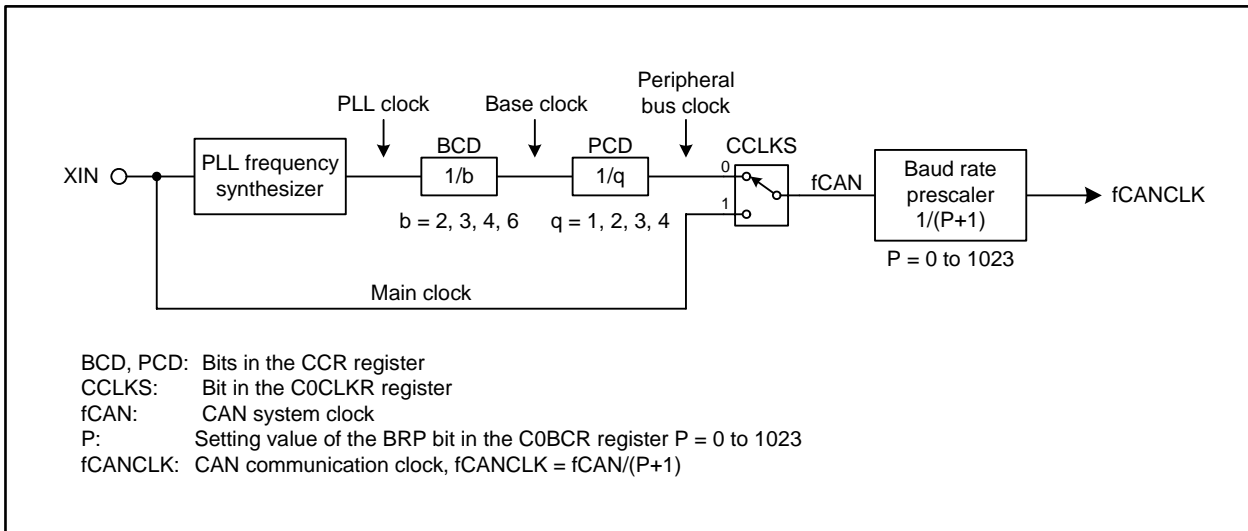 Peripheral
bus clock
PLL clock
Base clock
BCD
PCD
CCLKS
XIN
PLL frequency
synthesizer
1/b
1/q
0
1
fCAN
Baud rate
prescaler
1/(P+1)
fCANCLK
b = 2, 3, 4, 6
q = 1, 2, 3, 4
P = 0 to 1023
Main clock
BCD, PCD: Bits in the CCR register
CCLKS: Bit in the C0CLKR register
fCAN: CAN system clock
P: Setting value of the BRP bit in the C0BCR register P = 0 to 1023
fCANCLK: CAN communication clock, fCANCLK = fCAN/(P+1)